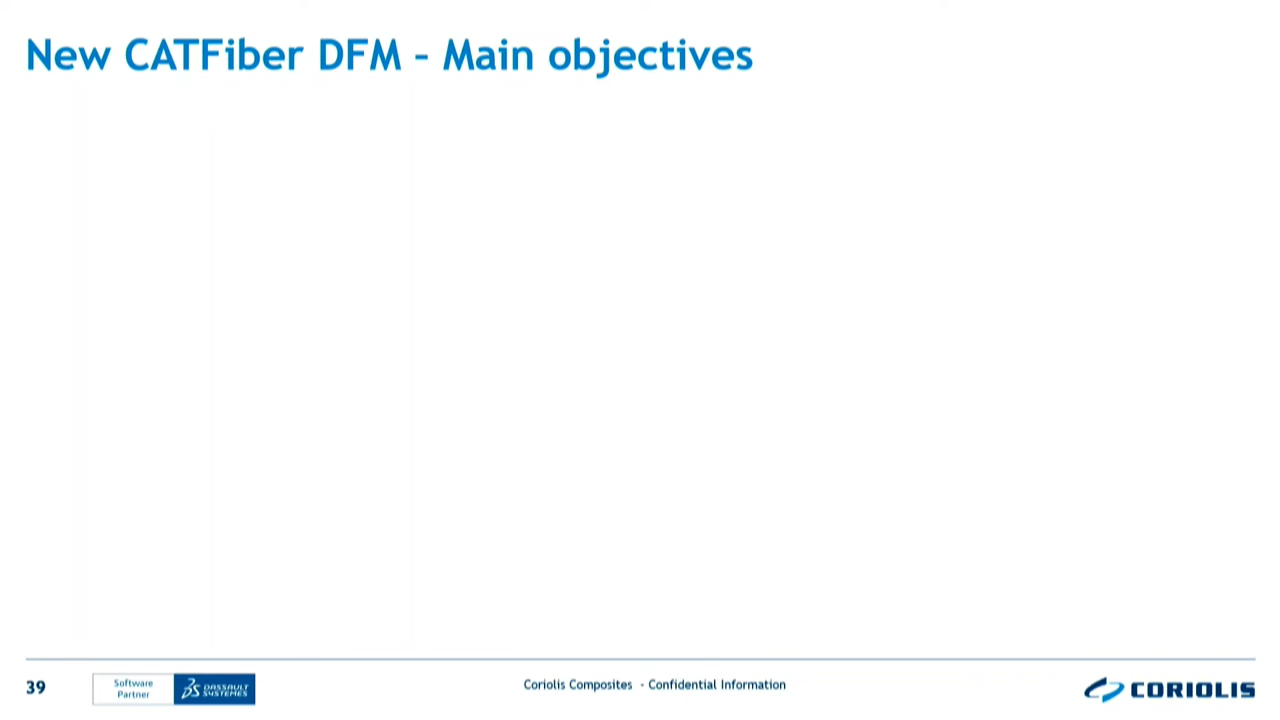 New CATFiber DFM – Main objectives
39
Software
Partner
DASSAULT
SYSTEMES
Coriolis Composites - Confidential Information
CORIOLIS